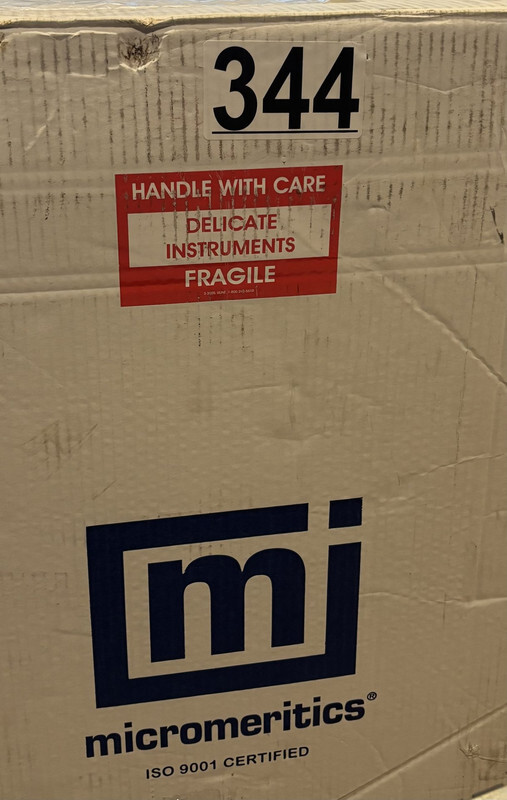 344
HANDLE WITH CARE
DELICATE
INSTRUMENTS
FRAGILE
mi
micromeritics®
ISO 9001 CERTIFIED